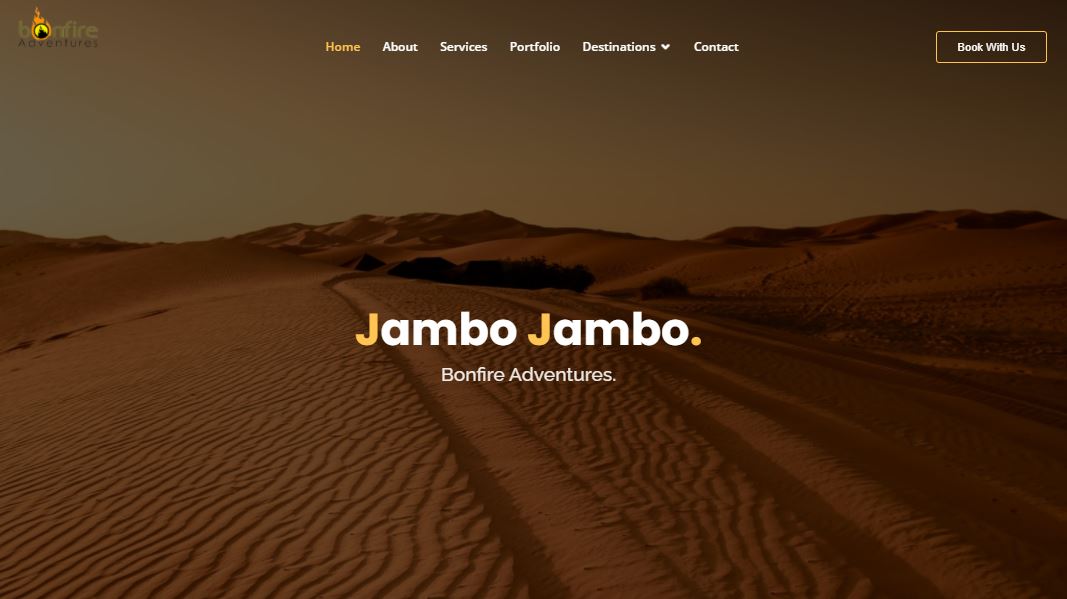 bonfire
Adventures
Home
About
Services
Portfolio
Destinations
Contact
Book With Us
Jambo Jambo.
Bonfire Adventures.